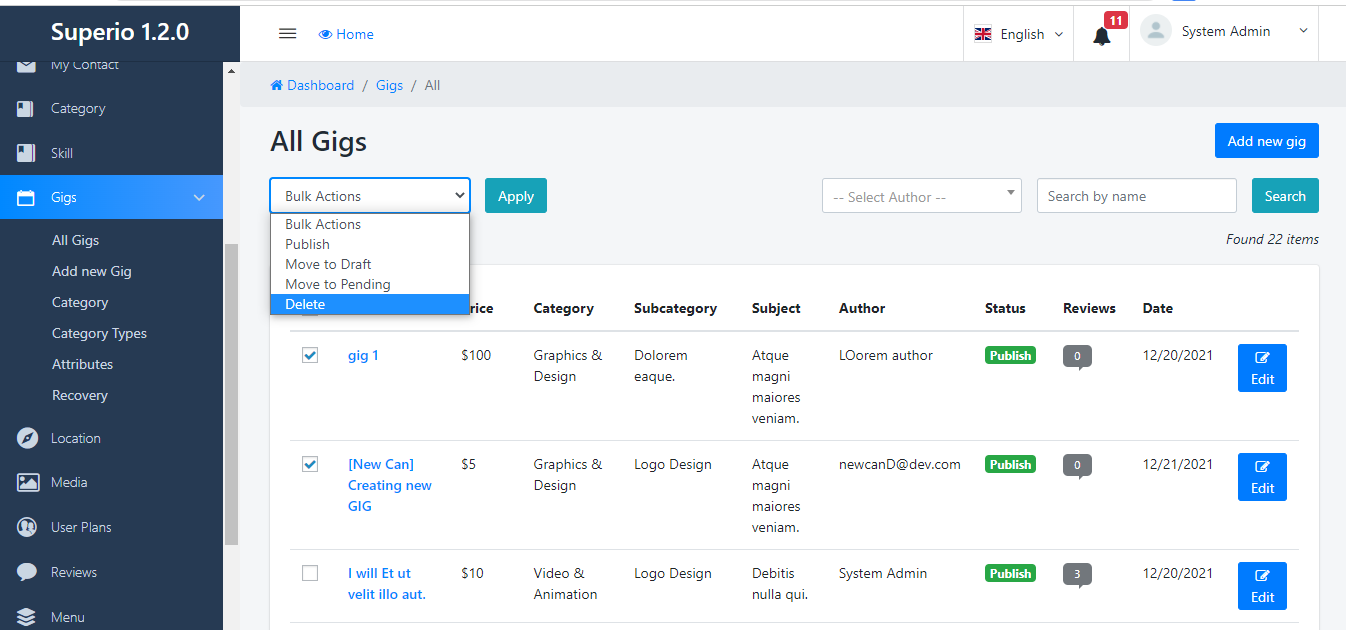 Superio 1.2.0
Home
English
11
System Admin
My Contact
Category
Skill
Gigs
All Gigs
Add new Gig
Category
Category Types
Attributes
Recovery
Location
Media
User Plans
Reviews
Menu
Dashboard / Gigs / All
All Gigs
Add new gig
Bulk Actions
Apply
-- Select Author --
Search by name
Search
Bulk Actions
Publish
Move to Draft
Move to Pending
Delete
Found 22 items
rice Category Subcategory Subject Author Status Reviews Date
gig 1 $100 Graphics & Dolorem Atque LOorem author Publish 0 12/20/2021
Design eaque. magni Edit
maiores
veniam.
[New Can] $5 Graphics & Logo Design Atque newcanD@dev.com Publish 0 12/21/2021
Creating new Design magni Edit
GIG maiores
veniam.
I will Et ut $10 Video & Logo Design Debitis System Admin Publish 3 12/20/2021
velit illo aut. Animation nulla qui. Edit